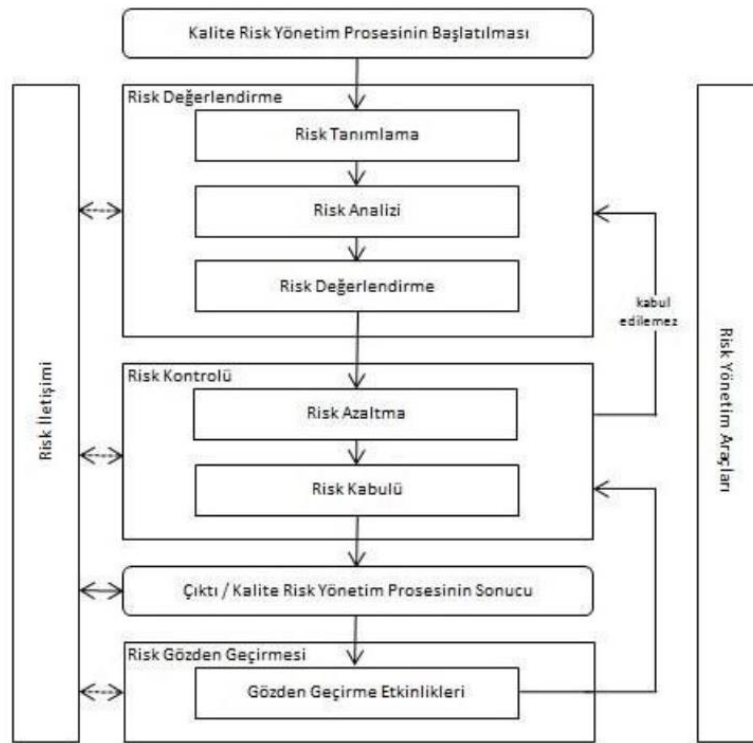 Kalite Risk Yönetim Prosesinin Başlatılması
Risk Değerlendirme
Risk Tanımlama
Risk Analizi
Risk Değerlendirme
kabul
edilemez
Risk Kontrolü
Risk Azaltma
Risk Kabulü
Risk İletişimi
Risk Yönetim Araçları
Çıktı / Kalite Risk Yönetim Prosesinin Sonucu
Risk Gözden Geçirmesi
Gözden Geçirme Etkinlikleri